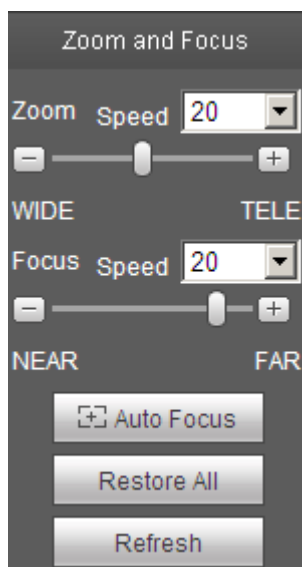 Zoom and Focus
Zoom Speed 20
WIDE TELE
Focus Speed 20
NEAR FAR
Auto Focus
Restore All
Refresh